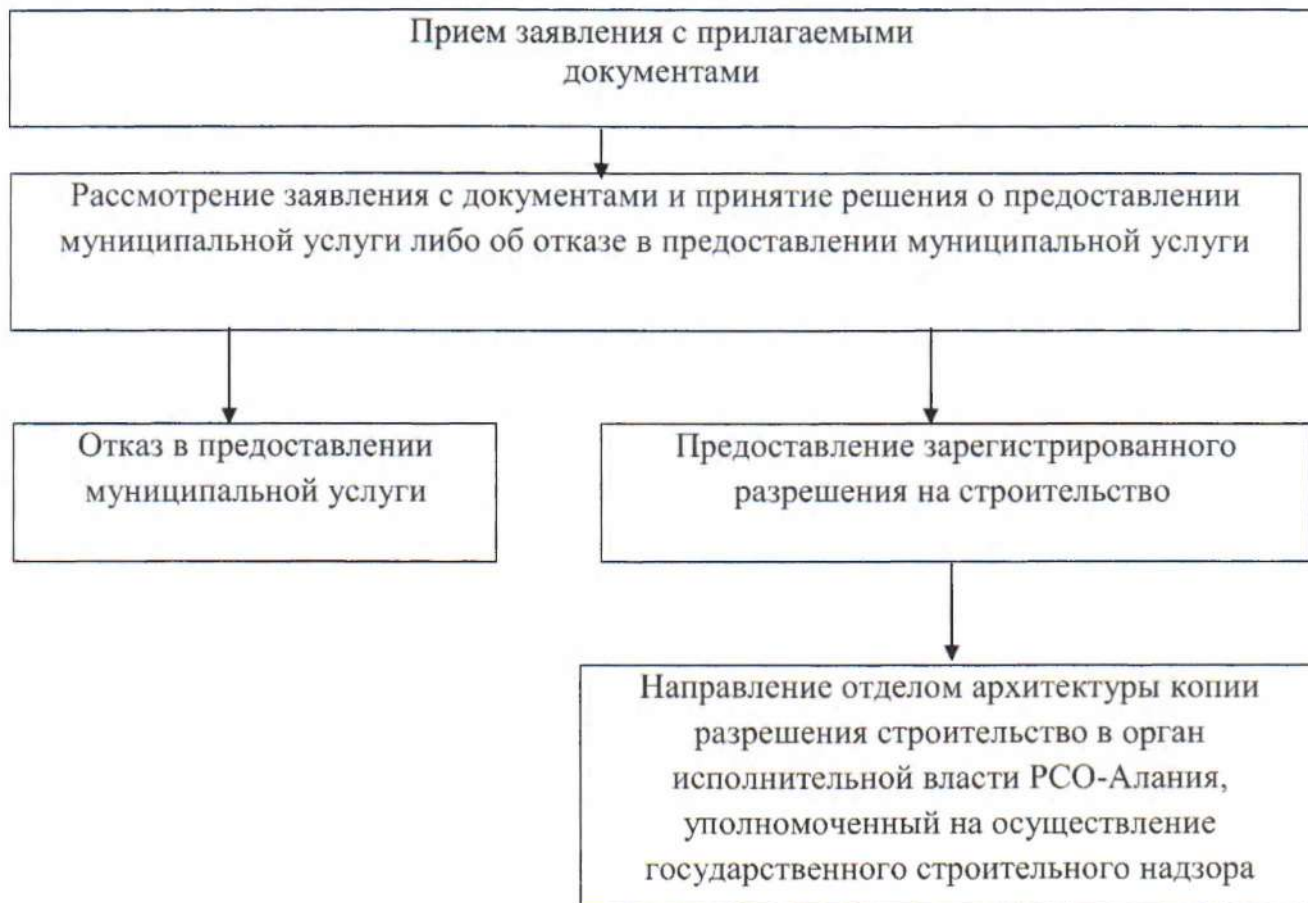 Прием заявления с прилагаемыми
документами
Рассмотрение заявления с документами и принятие решения о предоставлении
муниципальной услуги либо об отказе в предоставлении муниципальной услуги
Отказ в предоставлении
муниципальной услуги
Предоставление зарегистрированного
разрешения на строительство
Направление отделом архитектуры копии
разрешения строительство в орган
исполнительной власти РСО-Алания,
уполномоченный на осуществление
государственного строительного надзора